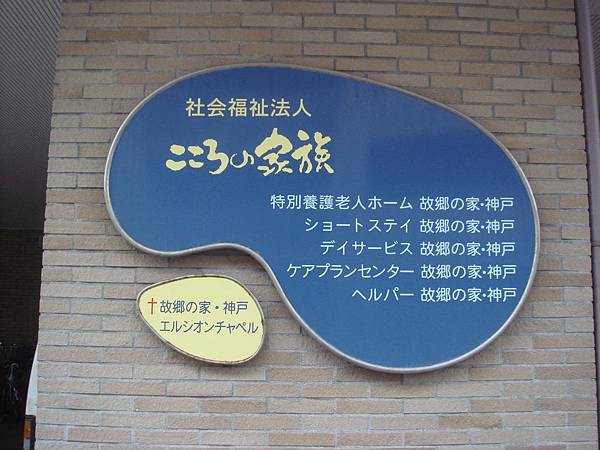 社会福祉法人
こころの家族
特別養護老人ホーム 故郷の家・神戸
ショートステイ 故郷の家・神戸
デイサービス 故郷の家・神戸
ケアプランセンター 故郷の家・神戸
ヘルパー 故郷の家・神戸
†故郷の家・神戸
エルシオンチャペル